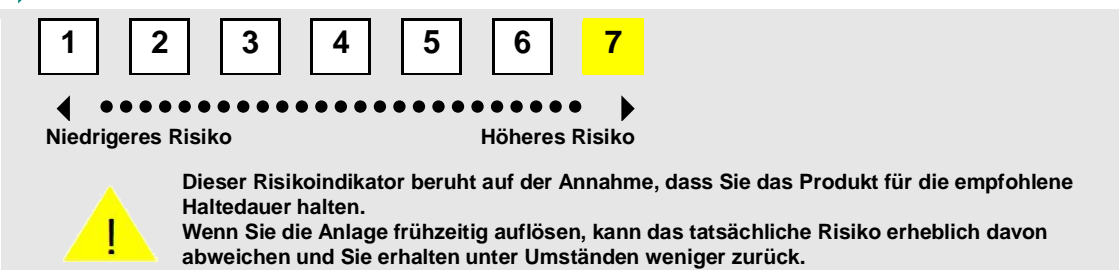 1 2 3 4 5 6 7
Niedrigeres Risiko Höheres Risiko
Dieser Risikoindikator beruht auf der Annahme, dass Sie das Produkt für die empfohlene
Haltedauer halten.
!
Wenn Sie die Anlage frühzeitig auflösen, kann das tatsächliche Risiko erheblich davon
abweichen und Sie erhalten unter Umständen weniger zurück.